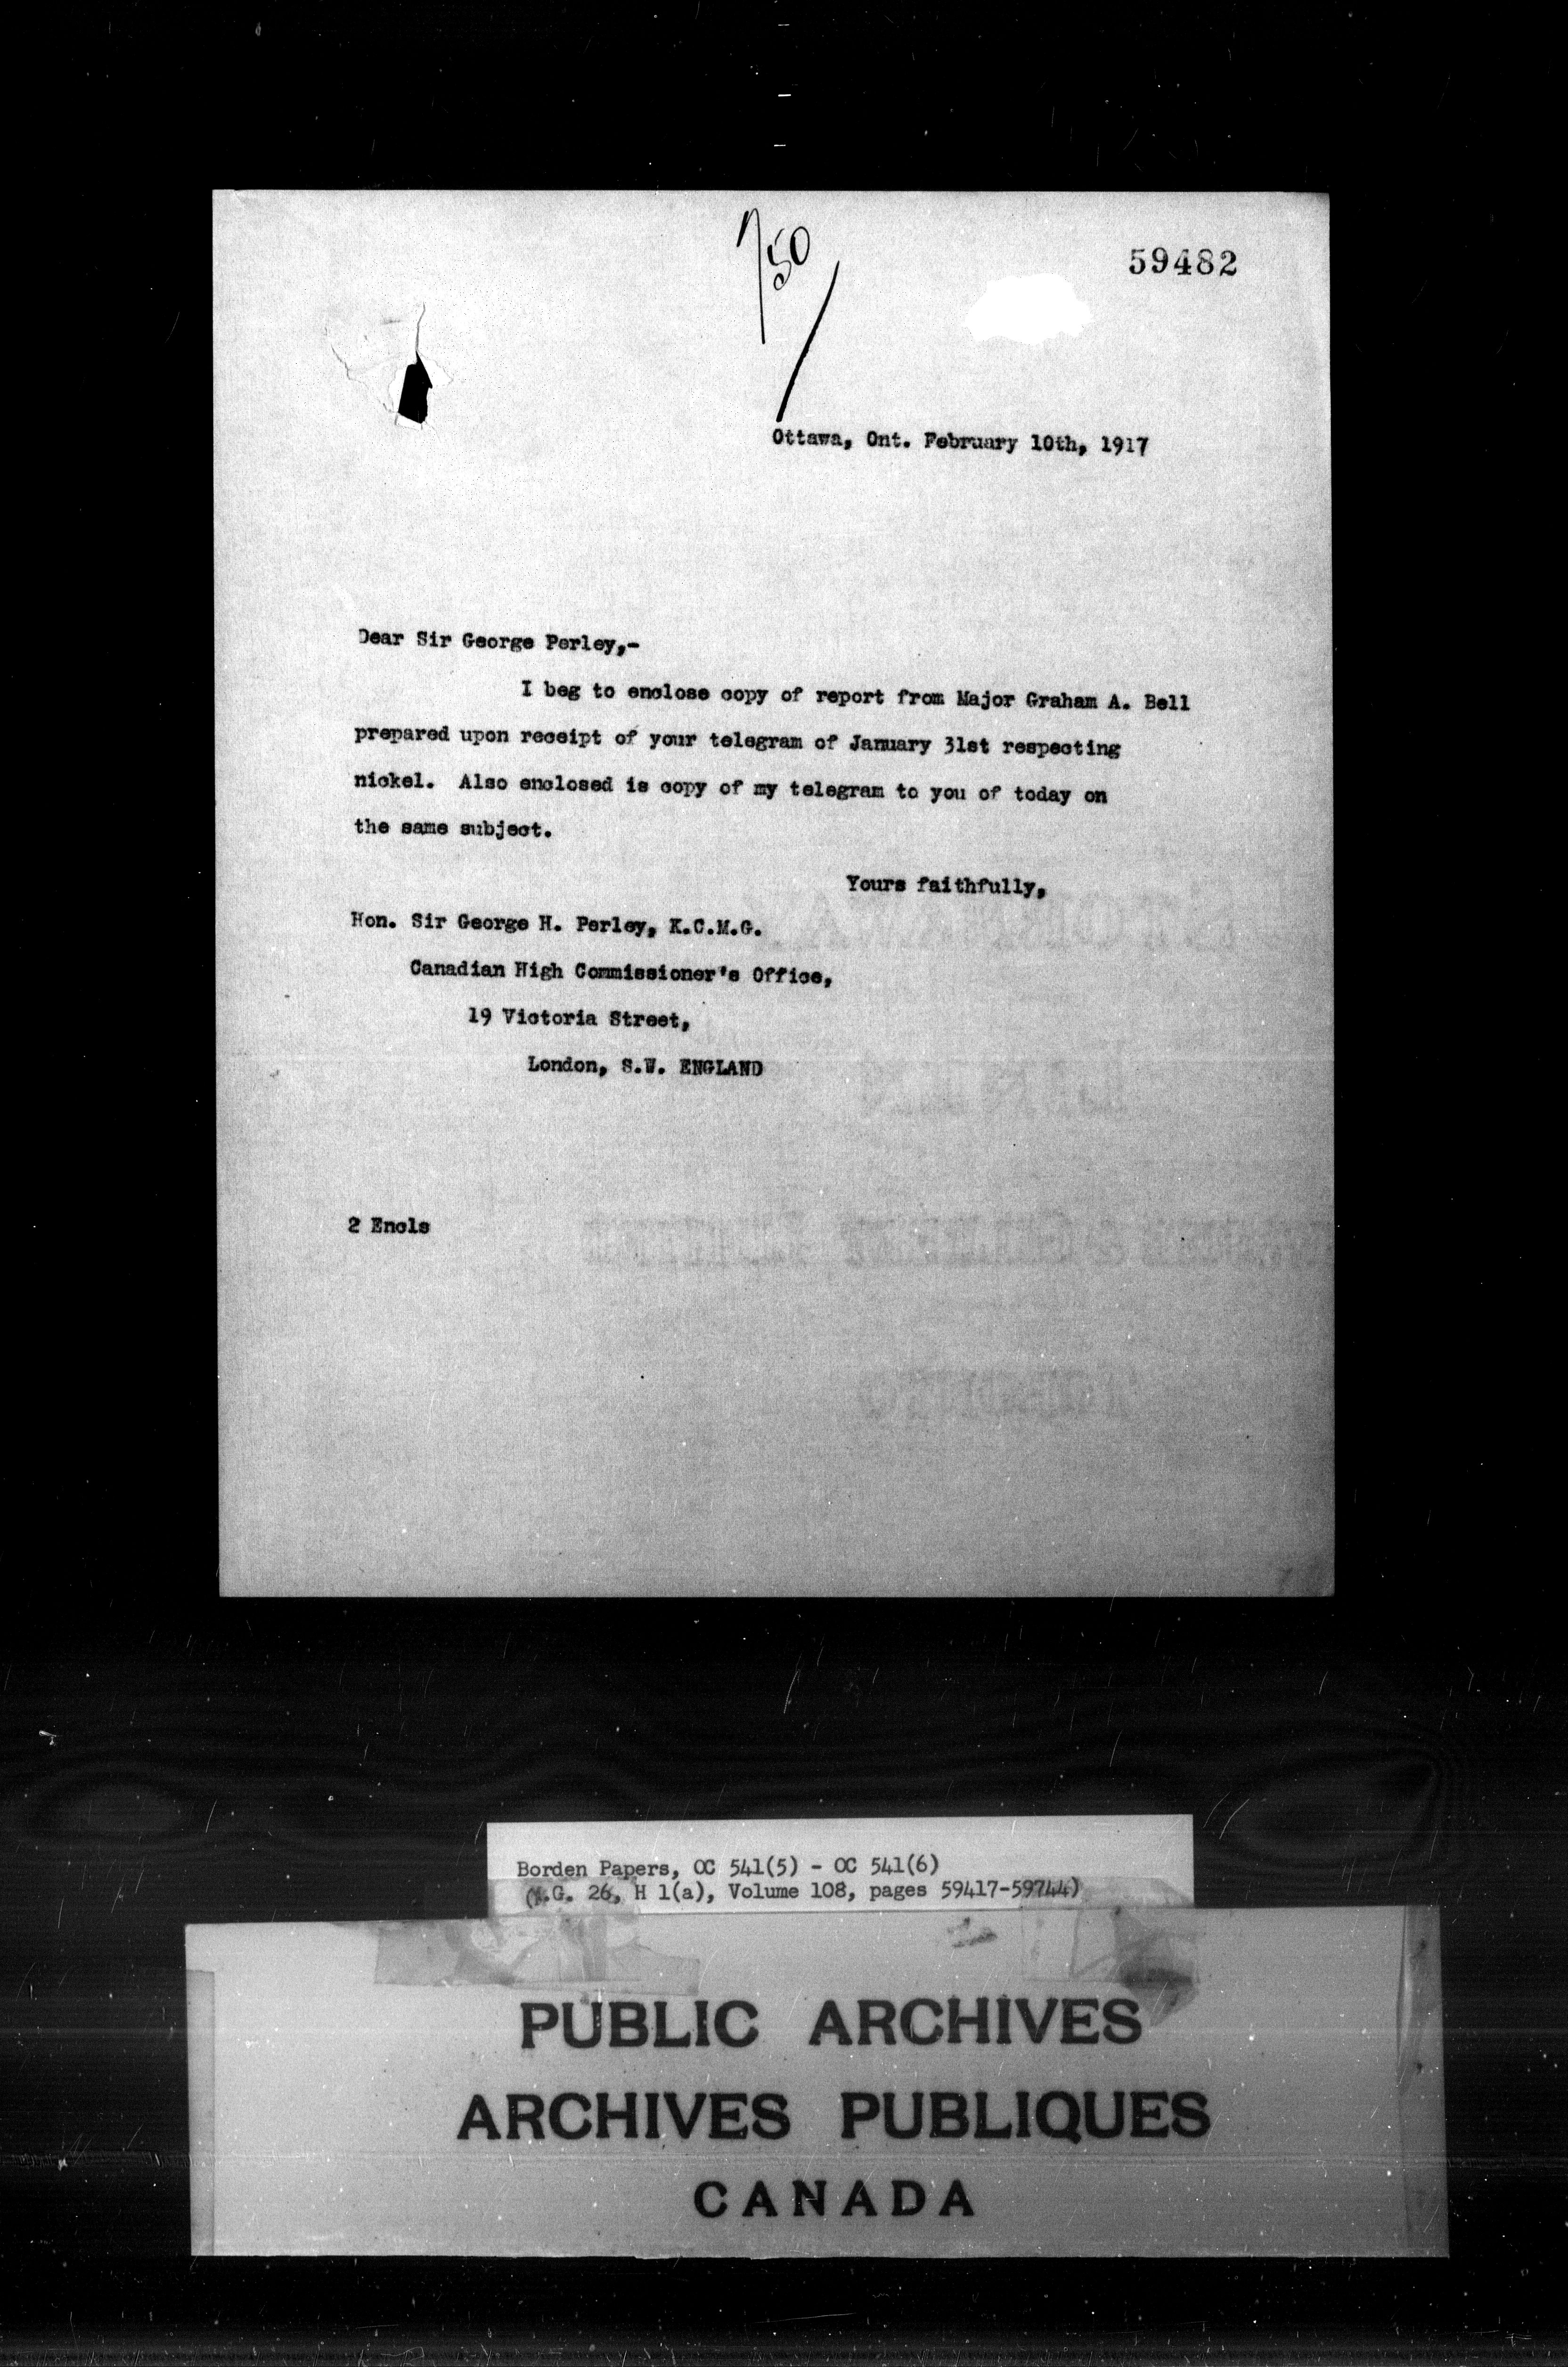 50
59482
Ottawa, Ont. February 10th, 1917
Dear Sir George Perley,-
I beg to enclose copy of report from Major Graham A. Bell
prepared upon receipt of your telegram of January 31st respecting
nickel. Also enclosed is copy of my telegram to you of today on
the same subject.
Yours faithfully,
Hon. Sir George H. Perley, K.C.M.G.
Canadian High Commissioner's Office,
19 Victoria Street,
London, S.W. ENGLAND
2 Encls
Borden Papers, OC 541(5) - OC 541(6)
(M.G. 26, H 1(a), Volume 108, pages 59417-59744)
PUBLIC ARCHIVES
ARCHIVES PUBLIQUES
CANADA